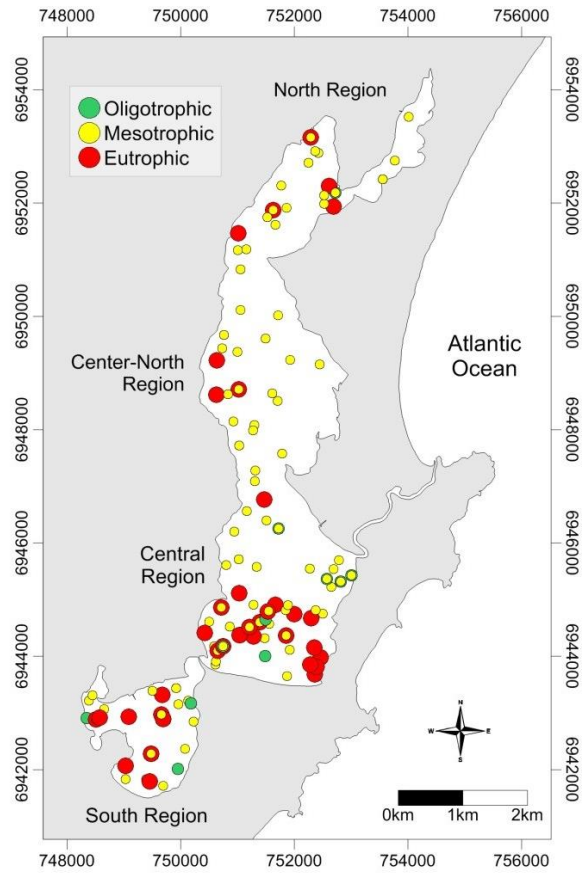 748000 750000 752000 754000 756000
6954000
6952000
6950000
6948000
6946000
6944000
6942000
Oligotrophic
Mesotrophic
Eutrophic
North Region
Center-North
Region
Atlantic
Ocean
Central
Region
South Region
N
W
E
S
0km 1km 2km
6954000
6952000
6950000
6948000
6946000
6944000
6942000
748000 750000 752000 754000 756000